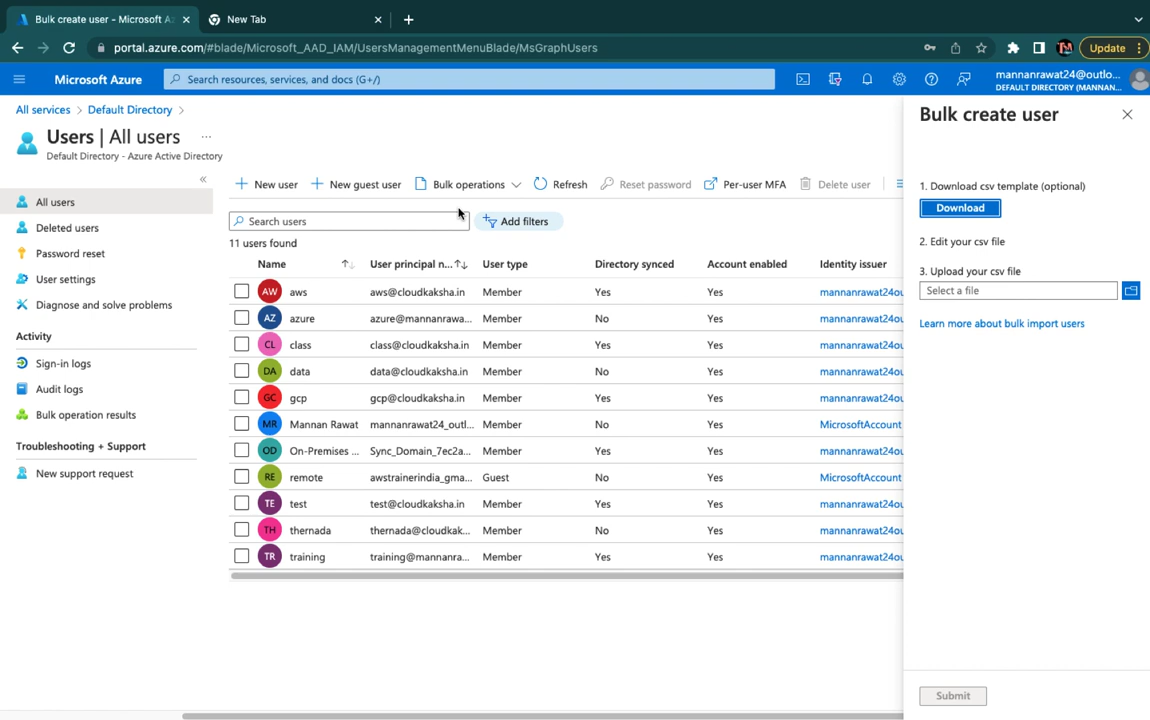 Bulk create user - Microsoft Az
New Tab
portal.azure.com/#blade/Microsoft_AAD_IAM/UsersManagementMenuBlade/MsGraphUsers
Update
Microsoft Azure
Search resources, services, and docs (G+/)
mannanrawat24@outlo...
DEFAULT DIRECTORY (MANNAN...
All services > Default Directory >
Users | All users ...
Default Directory - Azure Active Directory
All users
Deleted users
Password reset
User settings
Diagnose and solve problems
Activity
Sign-in logs
Audit logs
Bulk operation results
Troubleshooting + Support
New support request
New user
New guest user
Bulk operations
Refresh
Reset password
Per-user MFA
Delete user
Search users
Add filters
11 users found
Name User principal n... User type Directory synced Account enabled Identity issuer
AW aws aws@cloudkaksha.in Member Yes Yes mannanrawat24ou
AZ azure azure@mannanrawa... Member No Yes mannanrawat24ou
CL class class@cloudkaksha.in Member Yes Yes mannanrawat24ou
DA data data@cloudkaksha.in Member No Yes mannanrawat24ou
GC gcp gcp@cloudkaksha.in Member Yes Yes mannanrawat24ou
MR Mannan Rawat mannanrawat24_outl... Member No Yes MicrosoftAccount
OD On-Premises ... Sync_Domain_7ec2a... Member Yes Yes mannanrawat24ou
RE remote awstrainerindia_gma... Guest No Yes MicrosoftAccount
TE test test@cloudkaksha.in Member Yes Yes mannanrawat24ou
TH thernada thernada@cloudkak... Member No Yes mannanrawat24ou
TR training training@mannanra... Member Yes Yes mannanrawat24ou
Bulk create user
1. Download csv template (optional)
Download
2. Edit your csv file
3. Upload your csv file
Select a file
Learn more about bulk import users
Submit